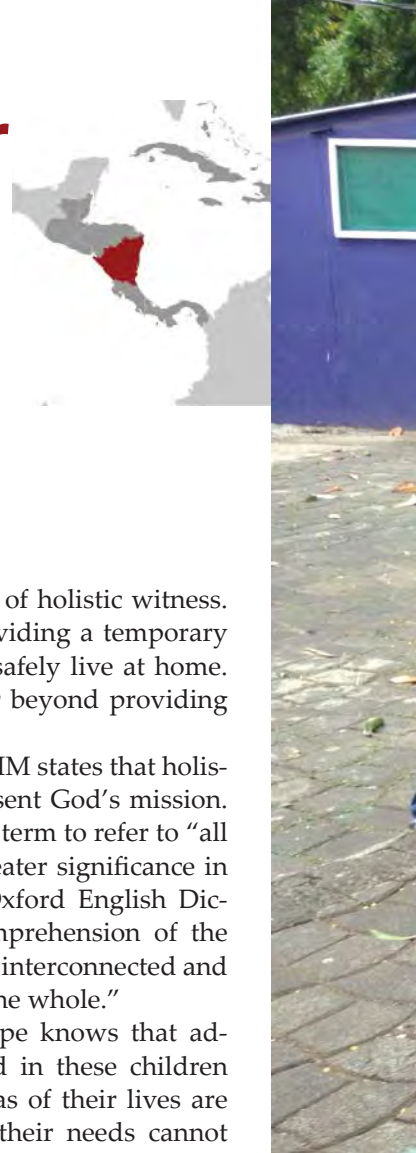 of holistic witness.
viding a temporary
safely live at home.
beyond providing
IM states that holis-
sent God's mission.
term to refer to “all
eater significance in
xford English Dic-
mprehension of the
interconnected and
he whole.”
pe knows that ad-
d in these children
as of their lives are
their needs cannot